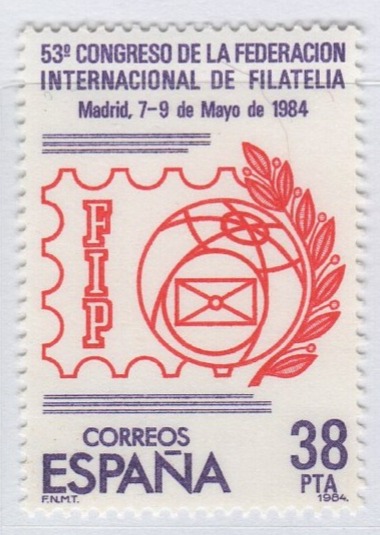 53º CONGRESO DE LA FEDERACION
INTERNACIONAL DE FILATELIA
Madrid, 7-9 de Mayo de 1984
FIP
CORREOS
ESPAÑA
F.N.M.T.
38
PTA
1984.